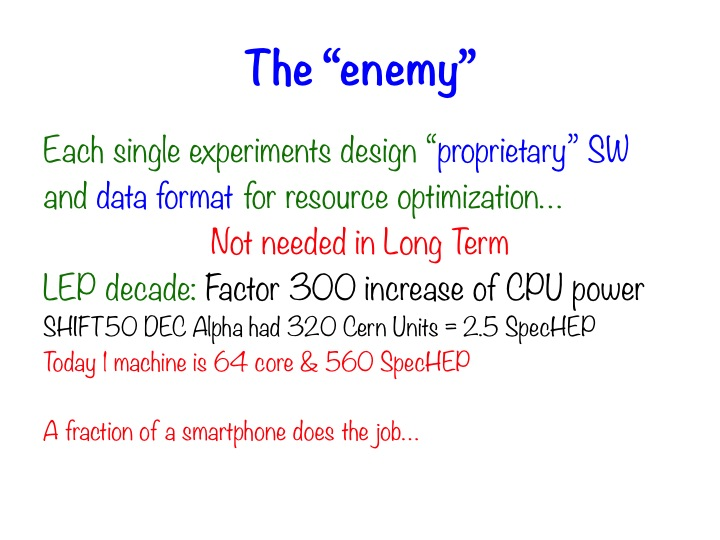 The “enemy”
Each single experiments design “proprietary” SW
and data format for resource optimization...
Not needed in Long Term
LEP decade: Factor 300 increase of CPU power
SHIFT50 DEC Alpha had 320 Cern Units = 2.5 SpecHEP
Today 1 machine is 64 core & 560 SpecHEP
A fraction of a smartphone does the job...